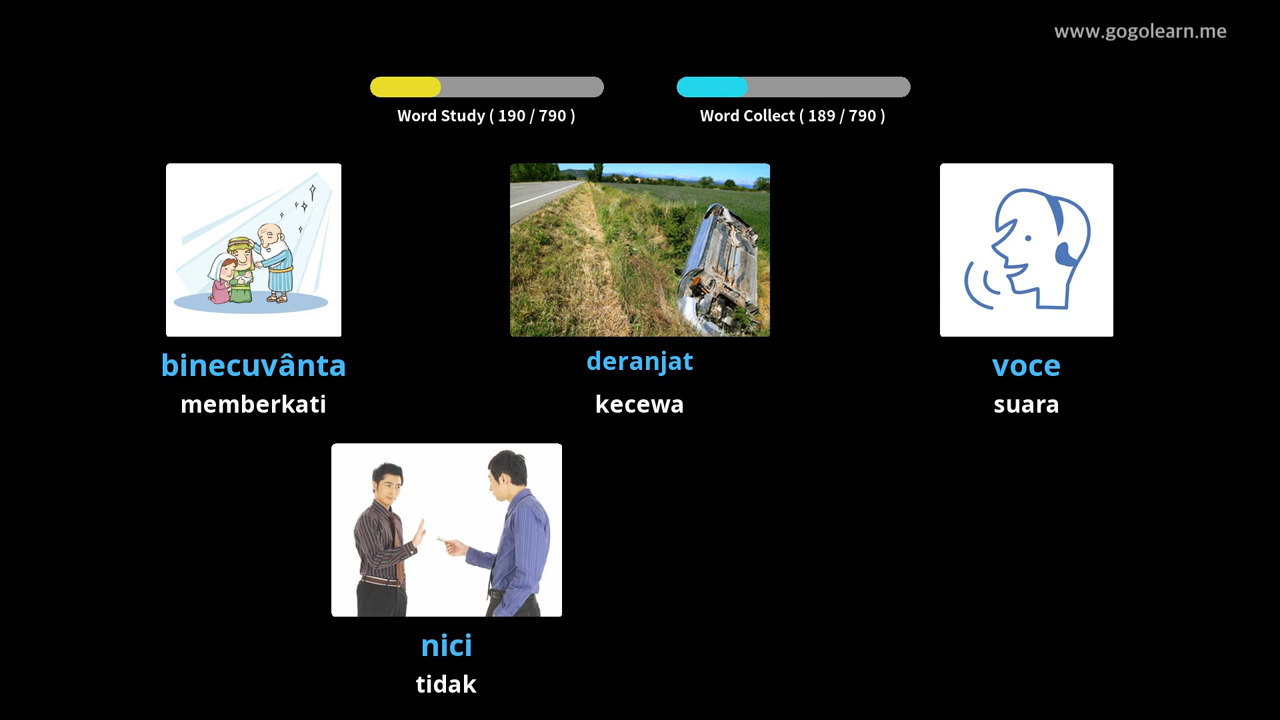 www.gogolearn.me
Word Study ( 190 / 790 )
Word Collect ( 189 / 790 )
binecuvânta
memberkati
deranjat
kecewa
voce
suara
nici
tidak